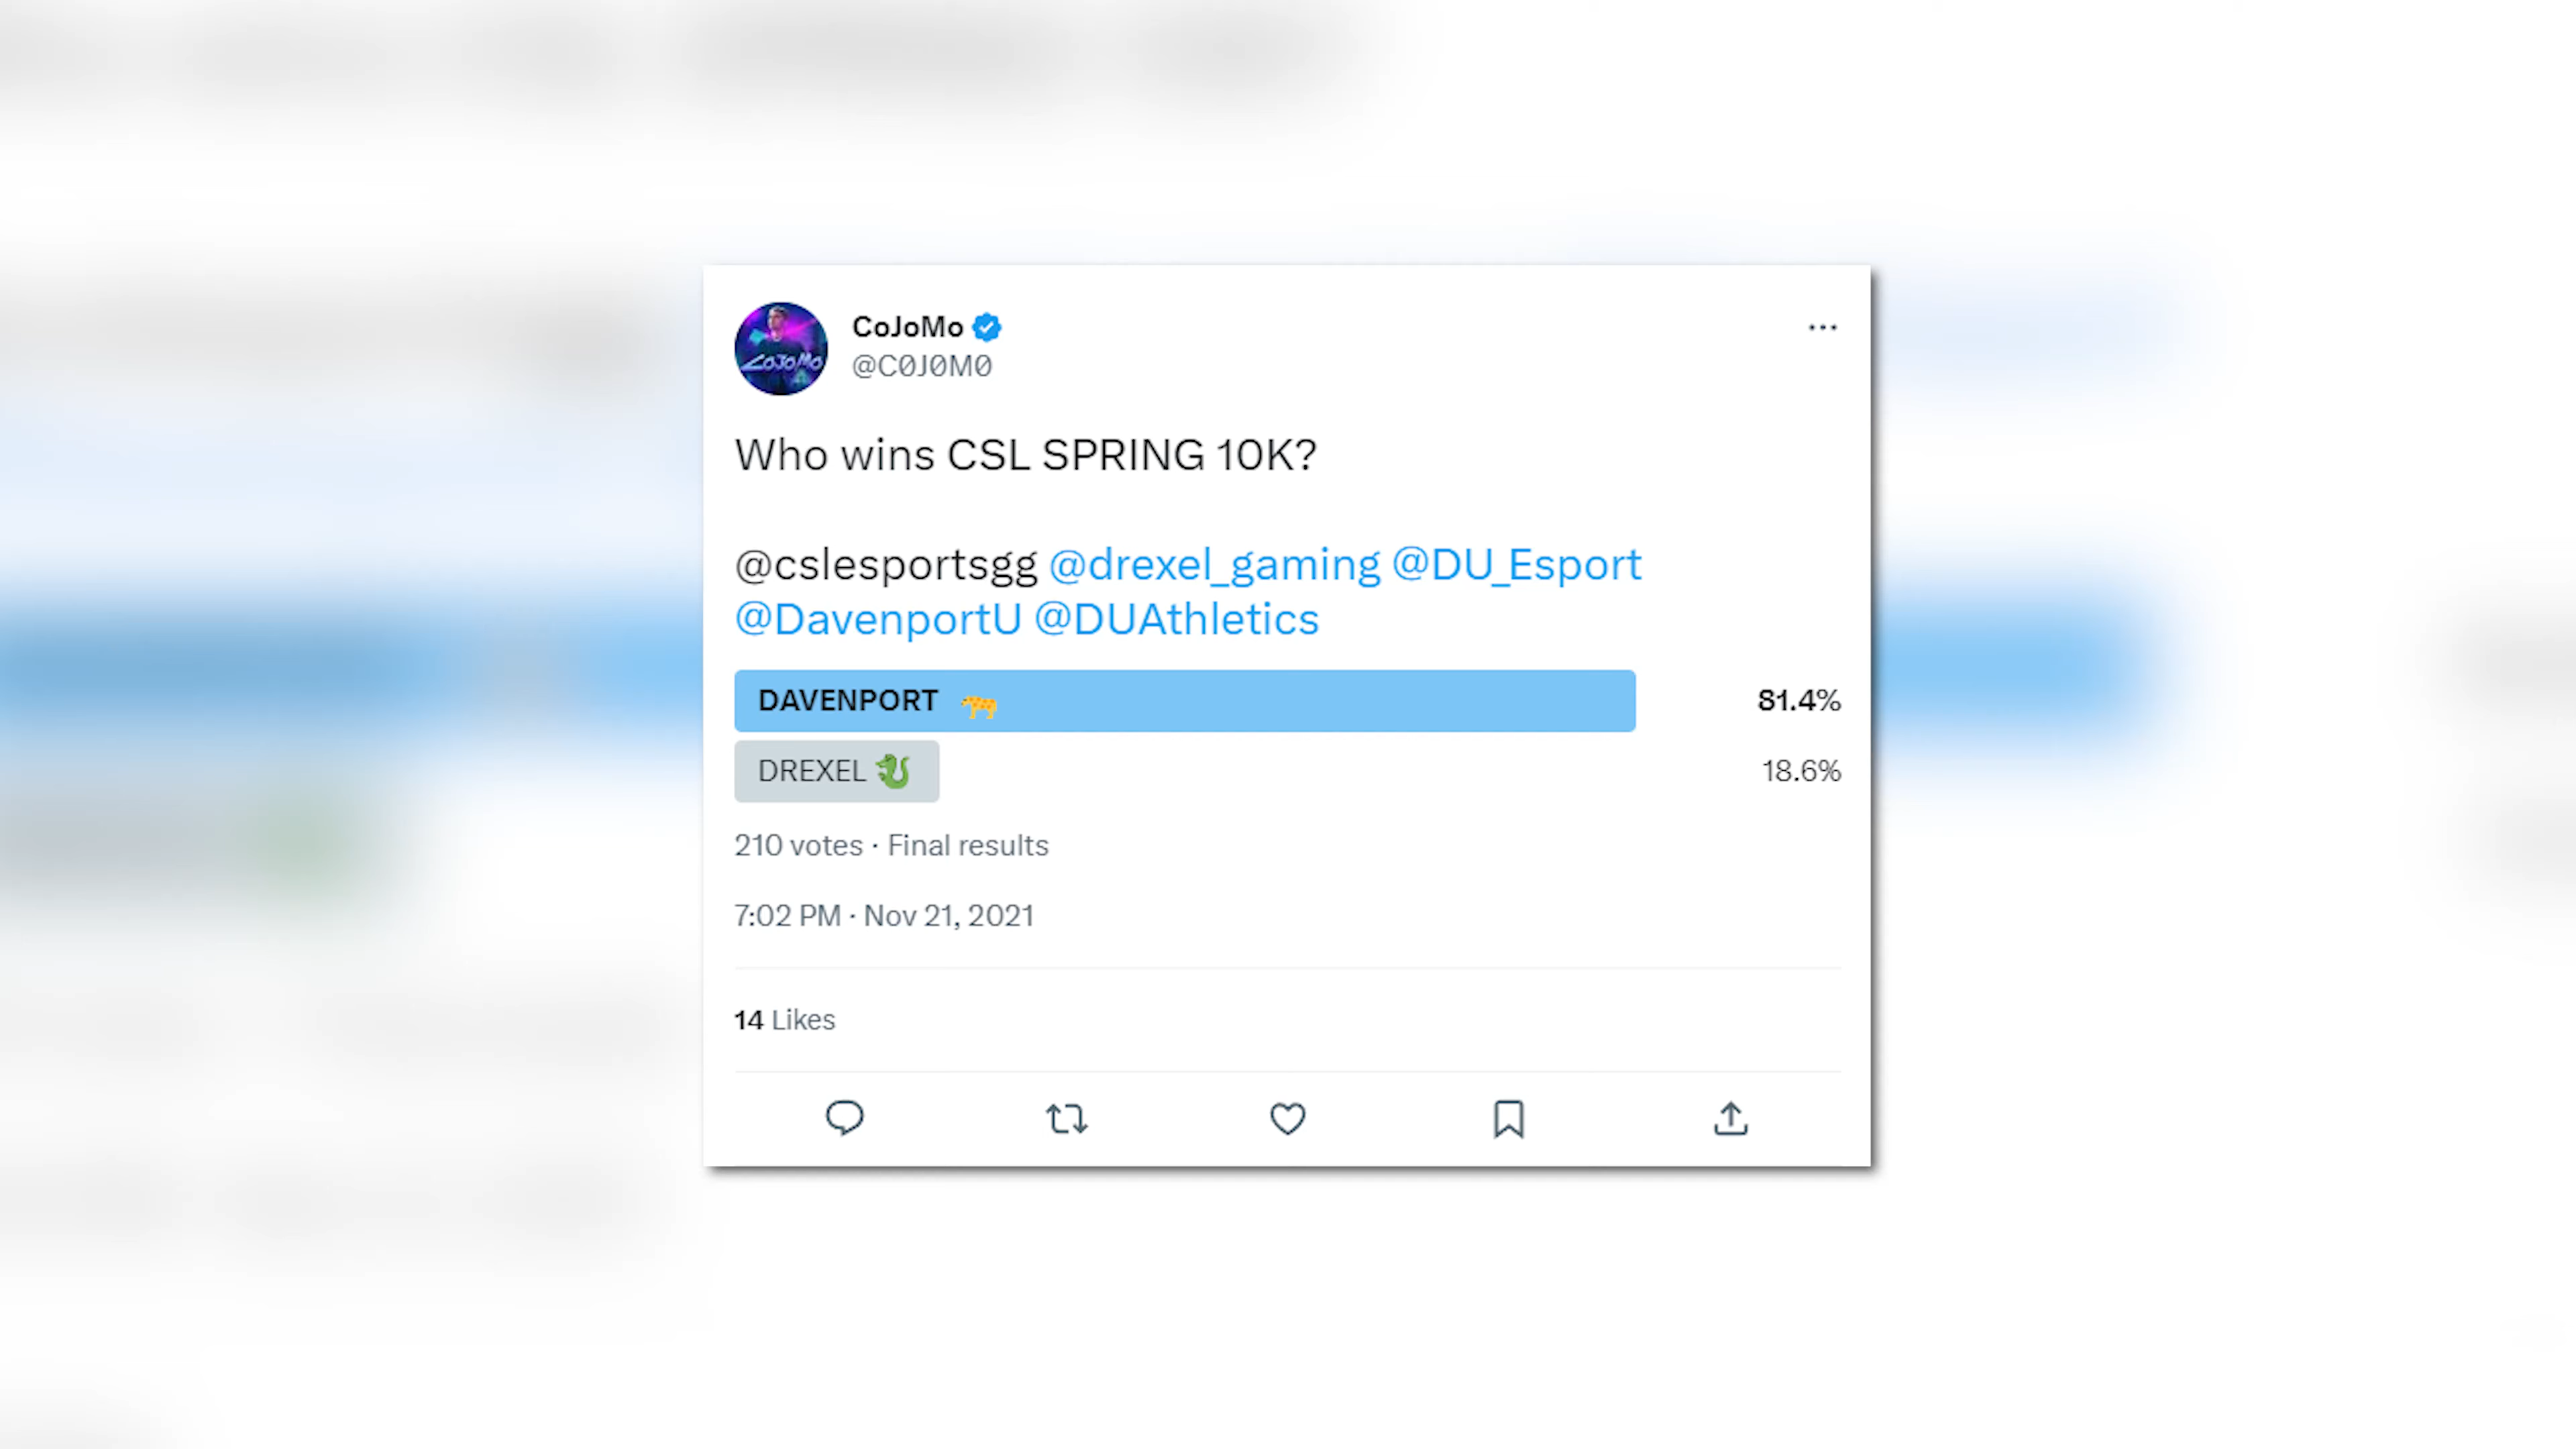 CoJoMo
@C0J0M0
COJOMO
Who wins CSL SPRING 10K?
@cslesportsgg @drexel_gaming @DU_Esport
@DavenportU @DUAthletics
DAVENPORT 🐆 81.4%
DREXEL 🐉 18.6%
210 votes · Final results
7:02 PM · Nov 21, 2021
14 Likes